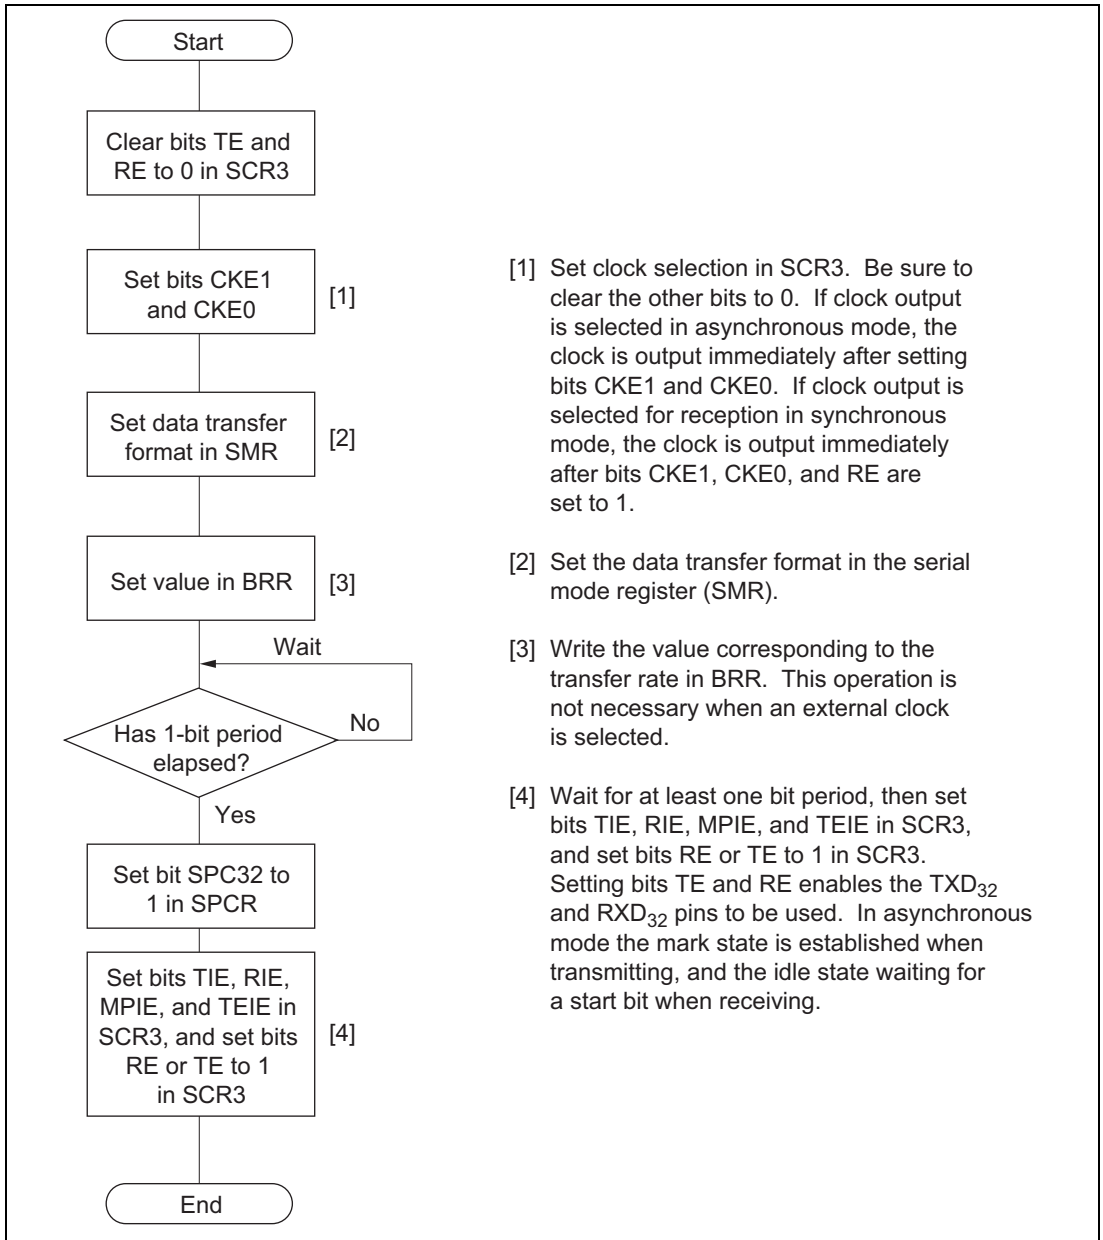 Start
Clear bits TE and
RE to 0 in SCR3
Set bits CKE1
and CKE0
[1]
Set data transfer
format in SMR
[2]
Set value in BRR
[3]
Wait
Has 1-bit period
elapsed?
No
Yes
Set bit SPC32 to
1 in SPCR
Set bits TIE, RIE,
MPIE, and TEIE in
SCR3, and set bits
RE or TE to 1
in SCR3
[4]
End
[1] Set clock selection in SCR3. Be sure to
clear the other bits to 0. If clock output
is selected in asynchronous mode, the
clock is output immediately after setting
bits CKE1 and CKE0. If clock output is
selected for reception in synchronous
mode, the clock is output immediately
after bits CKE1, CKE0, and RE are
set to 1.
[2] Set the data transfer format in the serial
mode register (SMR).
[3] Write the value corresponding to the
transfer rate in BRR. This operation is
not necessary when an external clock
is selected.
[4] Wait for at least one bit period, then set
bits TIE, RIE, MPIE, and TEIE in SCR3,
and set bits RE or TE to 1 in SCR3.
Setting bits TE and RE enables the TXD32
and RXD32 pins to be used. In asynchronous
mode the mark state is established when
transmitting, and the idle state waiting for
a start bit when receiving.